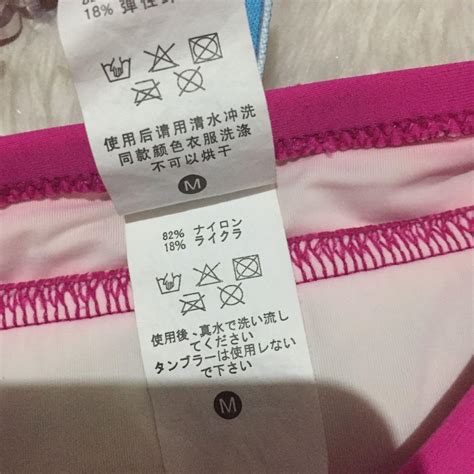 82%
18% 弹性
使用后请用清水冲洗
同款颜色衣服洗涤
不可以烘干
M
82% ナイロン
18% ライクラ
使用後、真水で洗い流し
てください
タンブラーは使用しない
で下さい
M